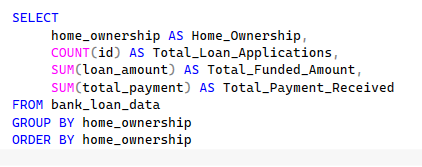 SELECT
home_ownership AS Home_Ownership,
COUNT(id) AS Total_Loan_Applications,
SUM(loan_amount) AS Total_Funded_Amount,
SUM(total_payment) AS Total_Payment_Received
FROM bank_loan_data
GROUP BY home_ownership
ORDER BY home_ownership